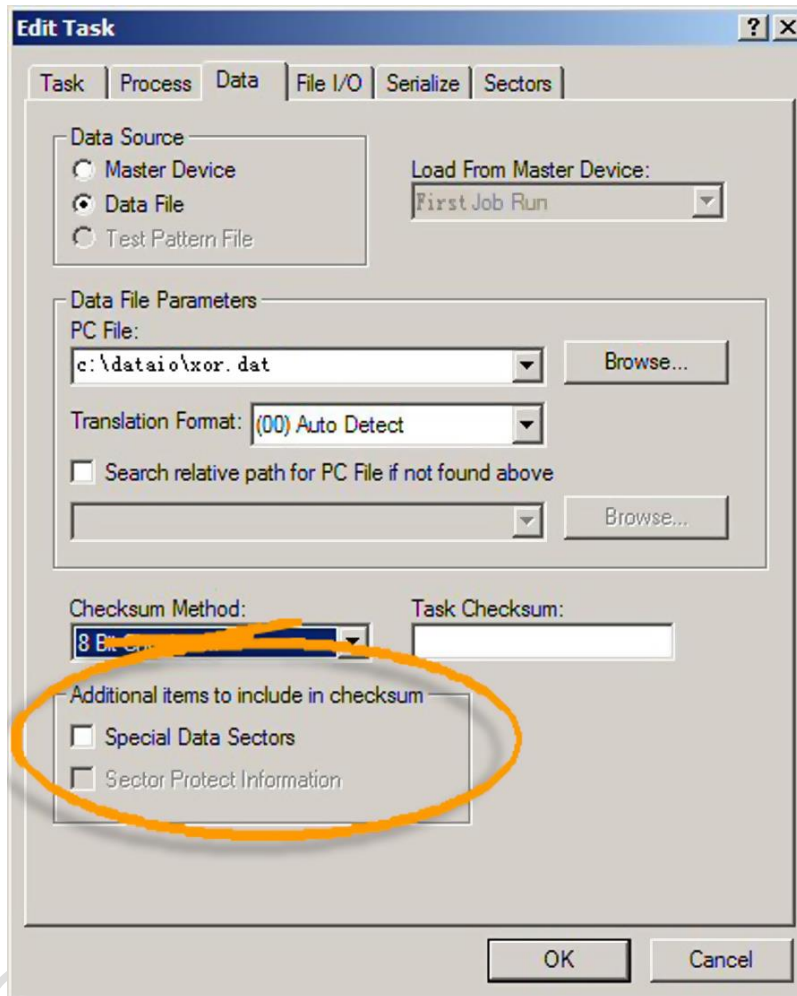 Edit Task
Task Process Data File I/O Serialize Sectors
Data Source
Master Device
Data File
Test Pattern File
Load From Master Device:
First Job Run
Data File Parameters
PC File:
c:\dataio\xor.dat
Browse...
Translation Format: (00) Auto Detect
Search relative path for PC File if not found above
Browse...
Checksum Method:
8 Bit
Task Checksum:
Additional items to include in checksum
Special Data Sectors
Sector Protect Information
OK Cancel